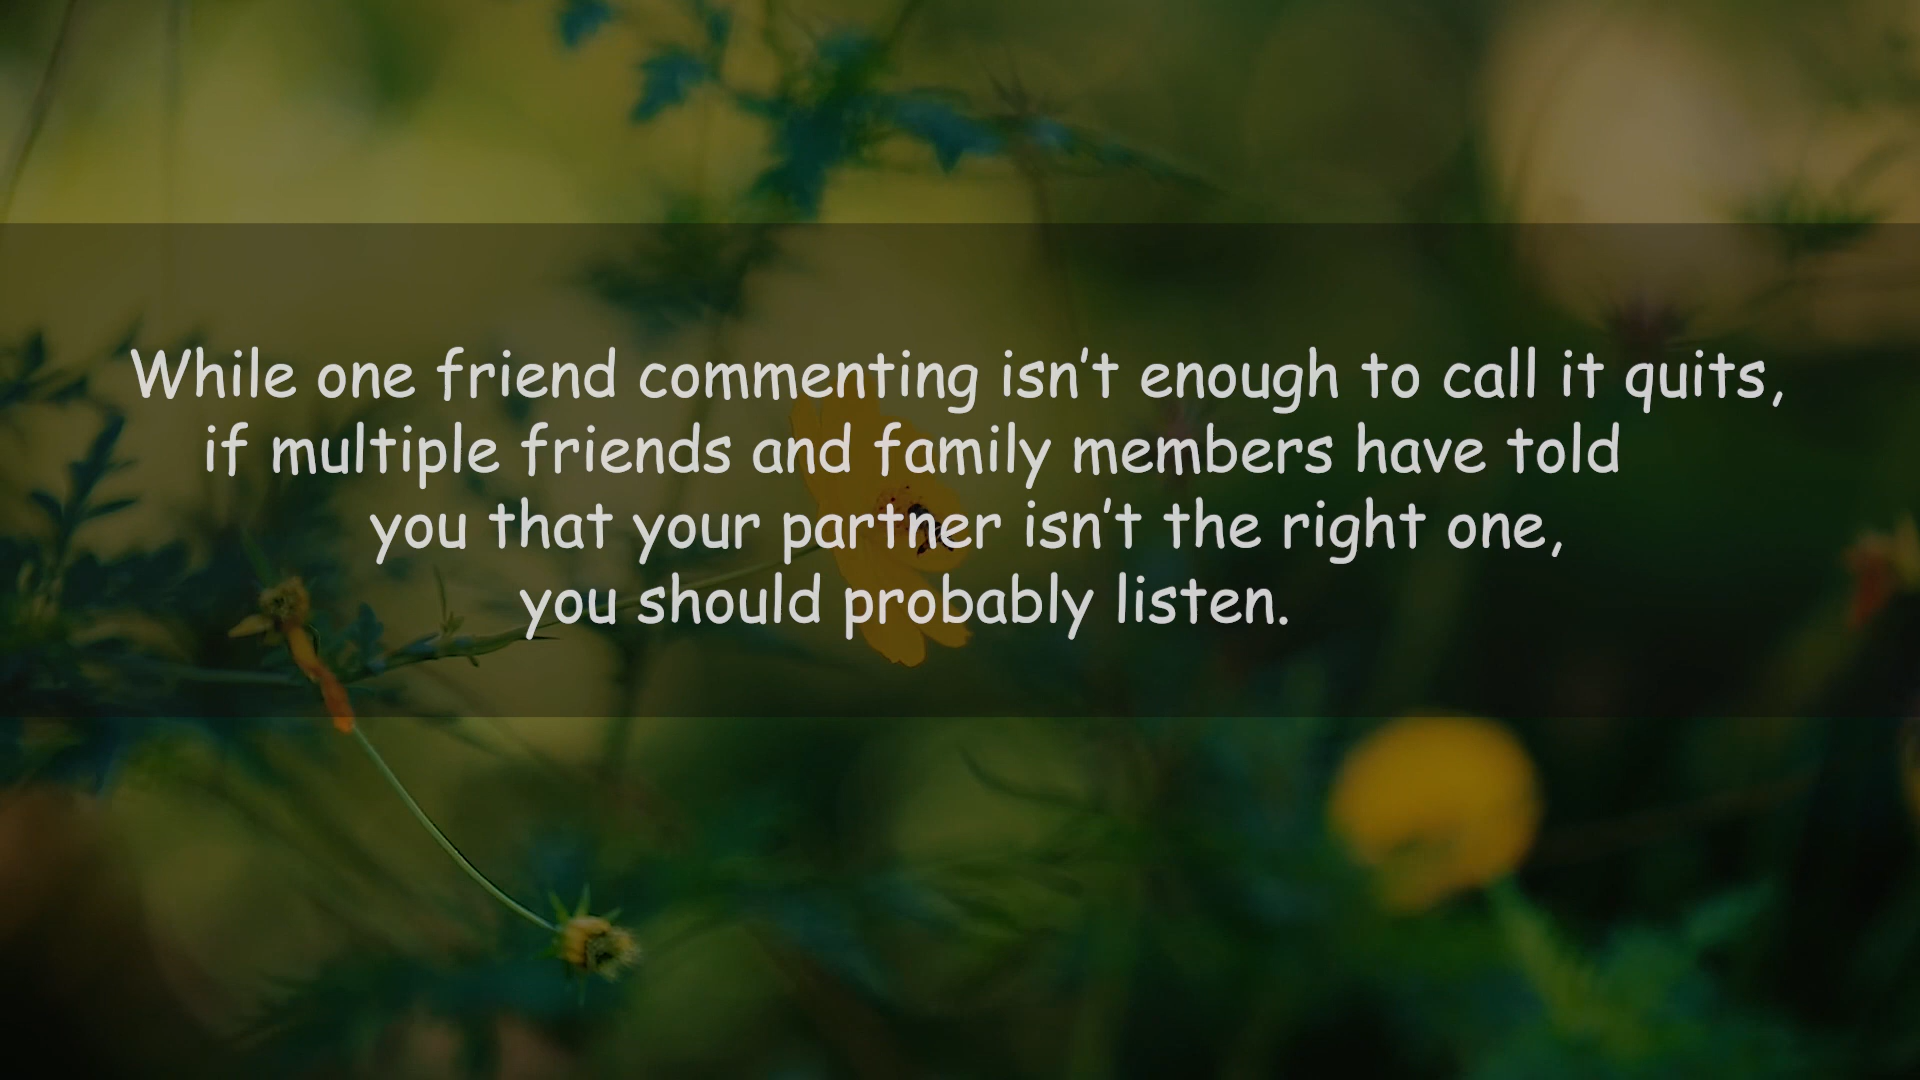 While one friend commenting isn’t enough to call it quits,
if multiple friends and family members have told
you that your partner isn’t the right one,
you should probably listen.